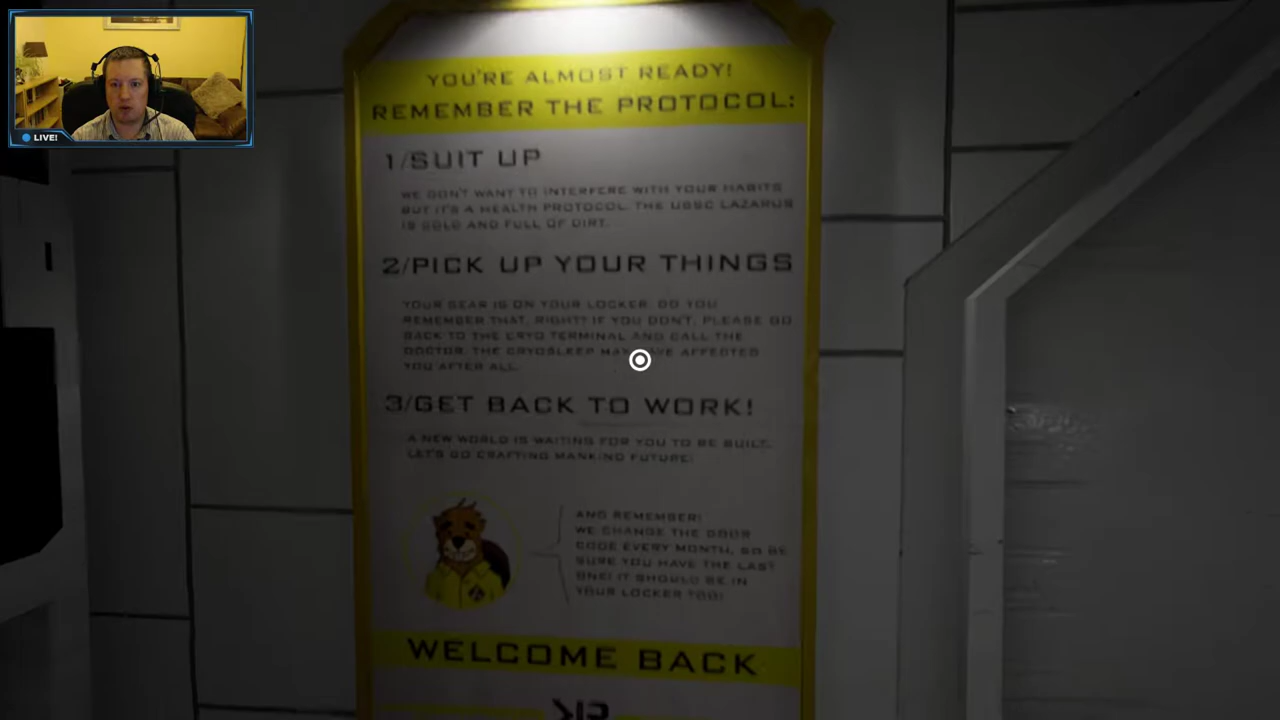 LIVE!
YOU'RE ALMOST READY!
REMEMBER THE PROTOCOL:
1/SUIT UP
WE DON'T WANT TO INTERFERE WITH YOUR HABITS
BUT IT'S A HEALTH PROTOCOL. THE UBSC LAZARUS
IS COLD AND FULL OF DIRT.
2/PICK UP YOUR THINGS
YOUR GEAR IS ON YOUR LOCKER. DO YOU
REMEMBER THAT, RIGHT? IF YOU DON'T, PLEASE GO
BACK TO THE CRYO TERMINAL AND CALL THE
DOCTOR. THE CRYOSLEEP MAY HAVE AFFECTED
YOU AFTER ALL.
3/GET BACK TO WORK!
A NEW WORLD IS WAITING FOR YOU TO BE BUILT.
LET'S GO CRAFTING MANKIND FUTURE!
AND REMEMBER!
WE CHANGE THE DOOR
CODE EVERY MONTH, SO BE
SURE YOU HAVE THE LAST
ONE! IT SHOULD BE IN
YOUR LOCKER TOO!
WELCOME BACK